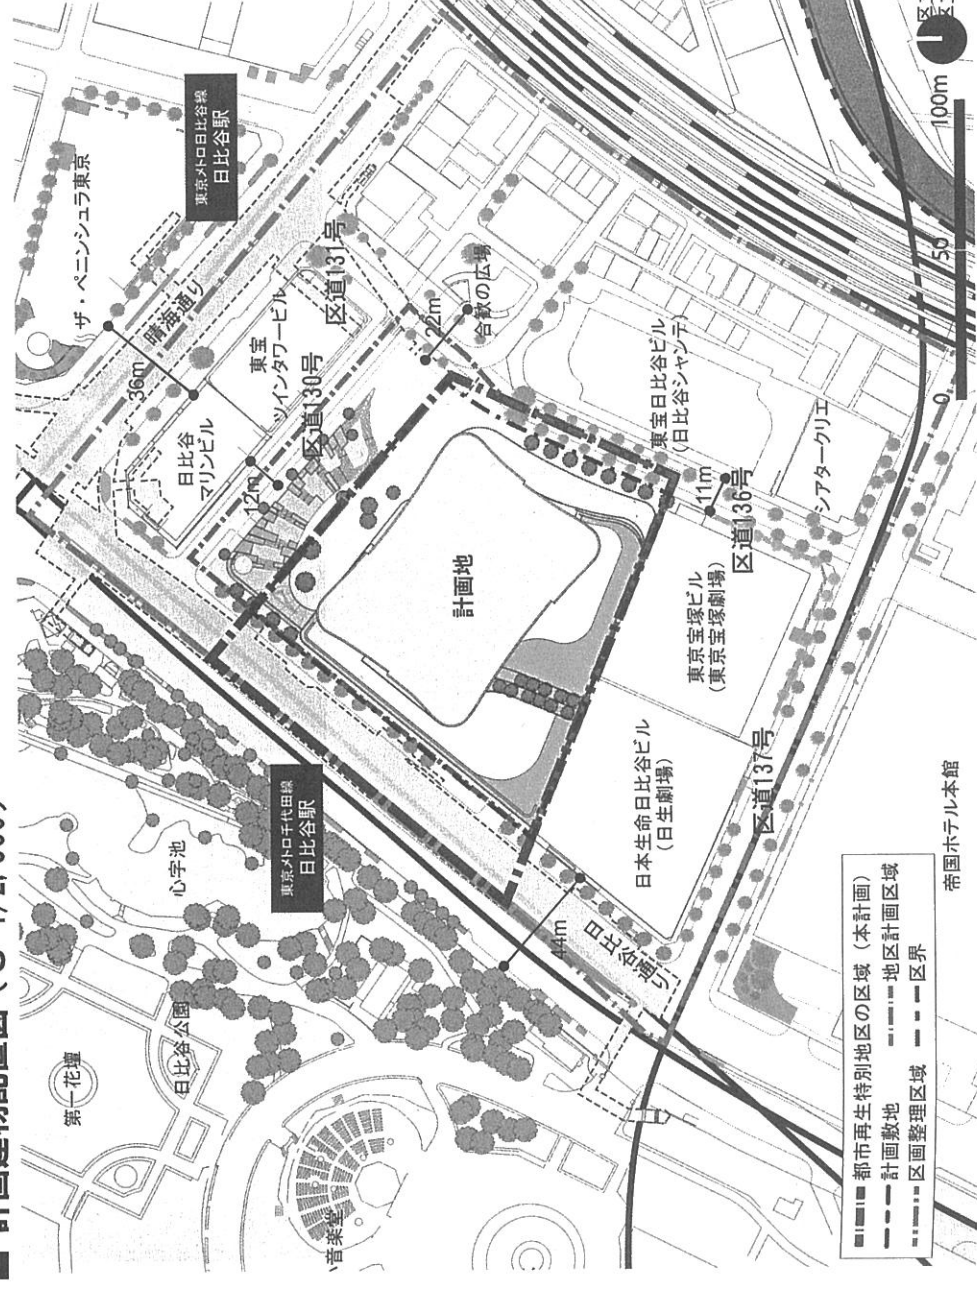 東京メトロ日比谷線
日比谷駅
ザ・ペニンシュラ東京
晴海通り
36m
日比谷
マリンビル
東宝
ツインタワービル
区道131号
区道130号
12m
22m
合歓の広場
計画地
東宝日比谷ビル
(日比谷シャンテ)
11m
区道136号
シアタークリエ
東京宝塚ビル
(東京宝塚劇場)
日本生命日比谷ビル
(日生劇場)
区道137号
東京メトロ千代田線
日比谷駅
心字池
44m
日比谷通り
日比谷公園
第一花壇
音楽堂
帝国ホテル本館
都市再生特別地区の区域(本計画)
計画敷地
地区計画区域
区画整理区域
区界
0
50
100m